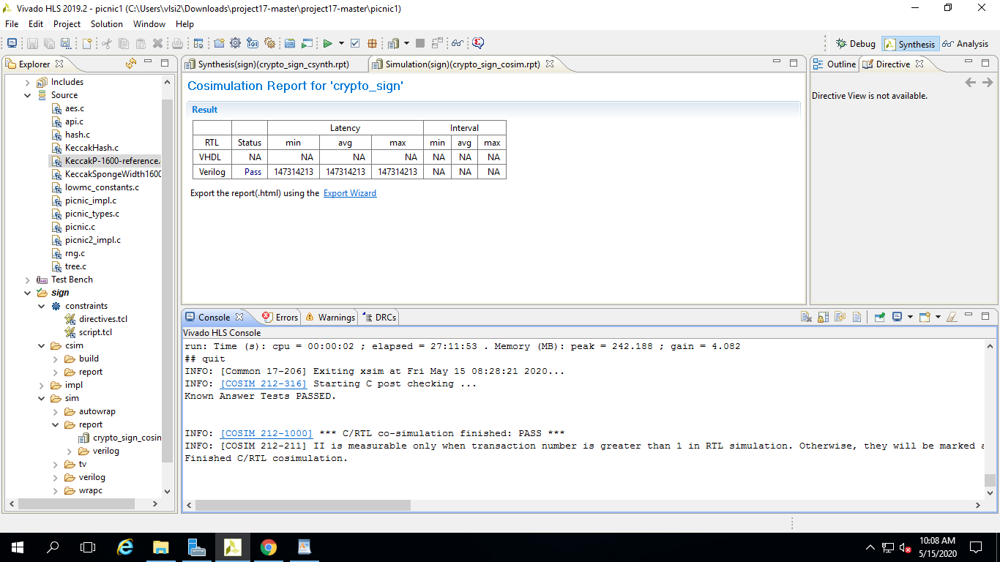 Vivado HLS 2019.2 - picnic1 (C:\Users\vlsi2\Downloads\project17-master\project17-master\picnic1)
File Edit Project Solution Window Help
Debug Synthesis Analysis
Explorer
Includes
Source
aes.c
api.c
hash.c
KeccakHash.c
KeccakP-1600-reference.
KeccakSpongeWidth1600
lowmc_constants.c
picnic_impl.c
picnic_types.c
picnic.c
picnic2_impl.c
rng.c
tree.c
Test Bench
sign
constraints
directives.tcl
script.tcl
csim
build
report
impl
sim
autowrap
report
crypto_sign_cosin
verilog
tv
verilog
wrapc
Synthesis(sign)(crypto_sign_csynth.rpt) Simulation(sign)(crypto_sign_cosim.rpt)
Cosimulation Report for 'crypto_sign'
Result
Latency Interval
RTL Status min avg max min avg max
VHDL NA NA NA NA NA NA NA
Verilog Pass 147314213 147314213 147314213 NA NA NA
Export the report(.html) using the Export Wizard
Outline Directive
Directive View is not available.
Console Errors Warnings DRCs
Vivado HLS Console
run: Time (s): cpu = 00:00:02 ; elapsed = 27:11:53 . Memory (MB): peak = 242.188 ; gain = 4.082
## quit
INFO: [Common 17-206] Exiting xsim at Fri May 15 08:28:21 2020...
INFO: [COSIM 212-316] Starting C post checking ...
Known Answer Tests PASSED.
INFO: [COSIM 212-1000] *** C/RTL co-simulation finished: PASS ***
INFO: [COSIM 212-211] II is measurable only when transaction number is greater than 1 in RTL simulation. Otherwise, they will be marked a
Finished C/RTL cosimulation.
10:08 AM
5/15/2020